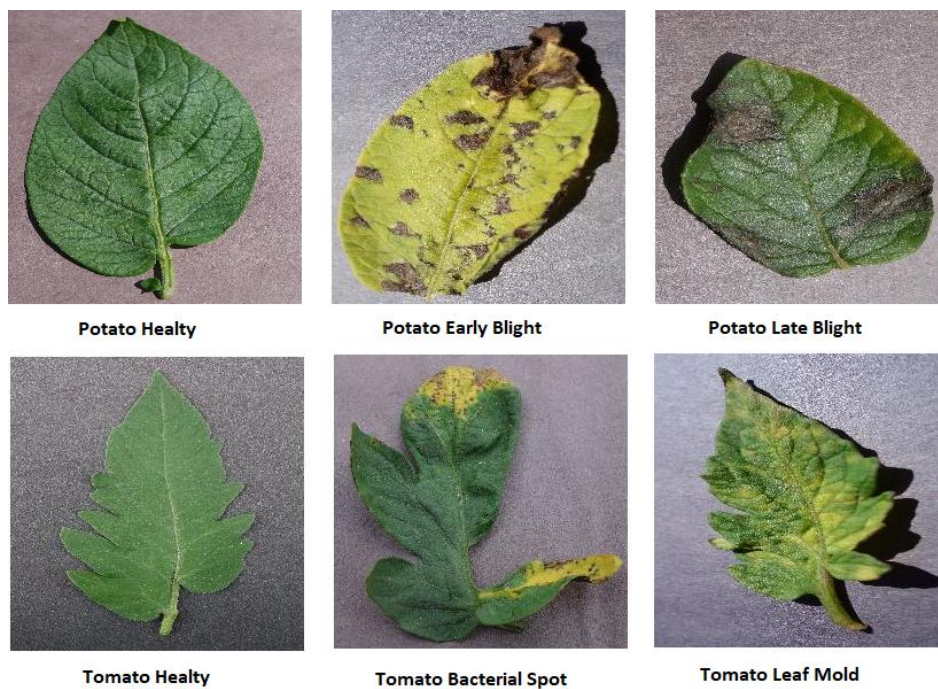 Potato Healty
Potato Early Blight
Potato Late Blight
Tomato Healty
Tomato Bacterial Spot
Tomato Leaf Mold